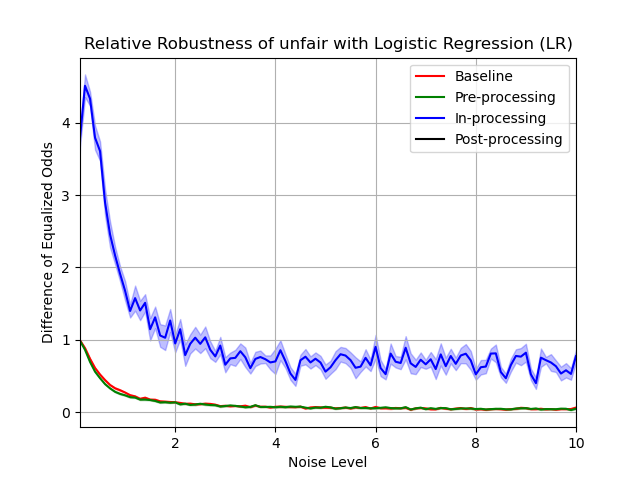 Relative Robustness of unfair with Logistic Regression (LR)
Difference of Equalized Odds
4
3
2
1
0
Baseline
Pre-processing
In-processing
Post-processing
2
4
6
8
10
Noise Level